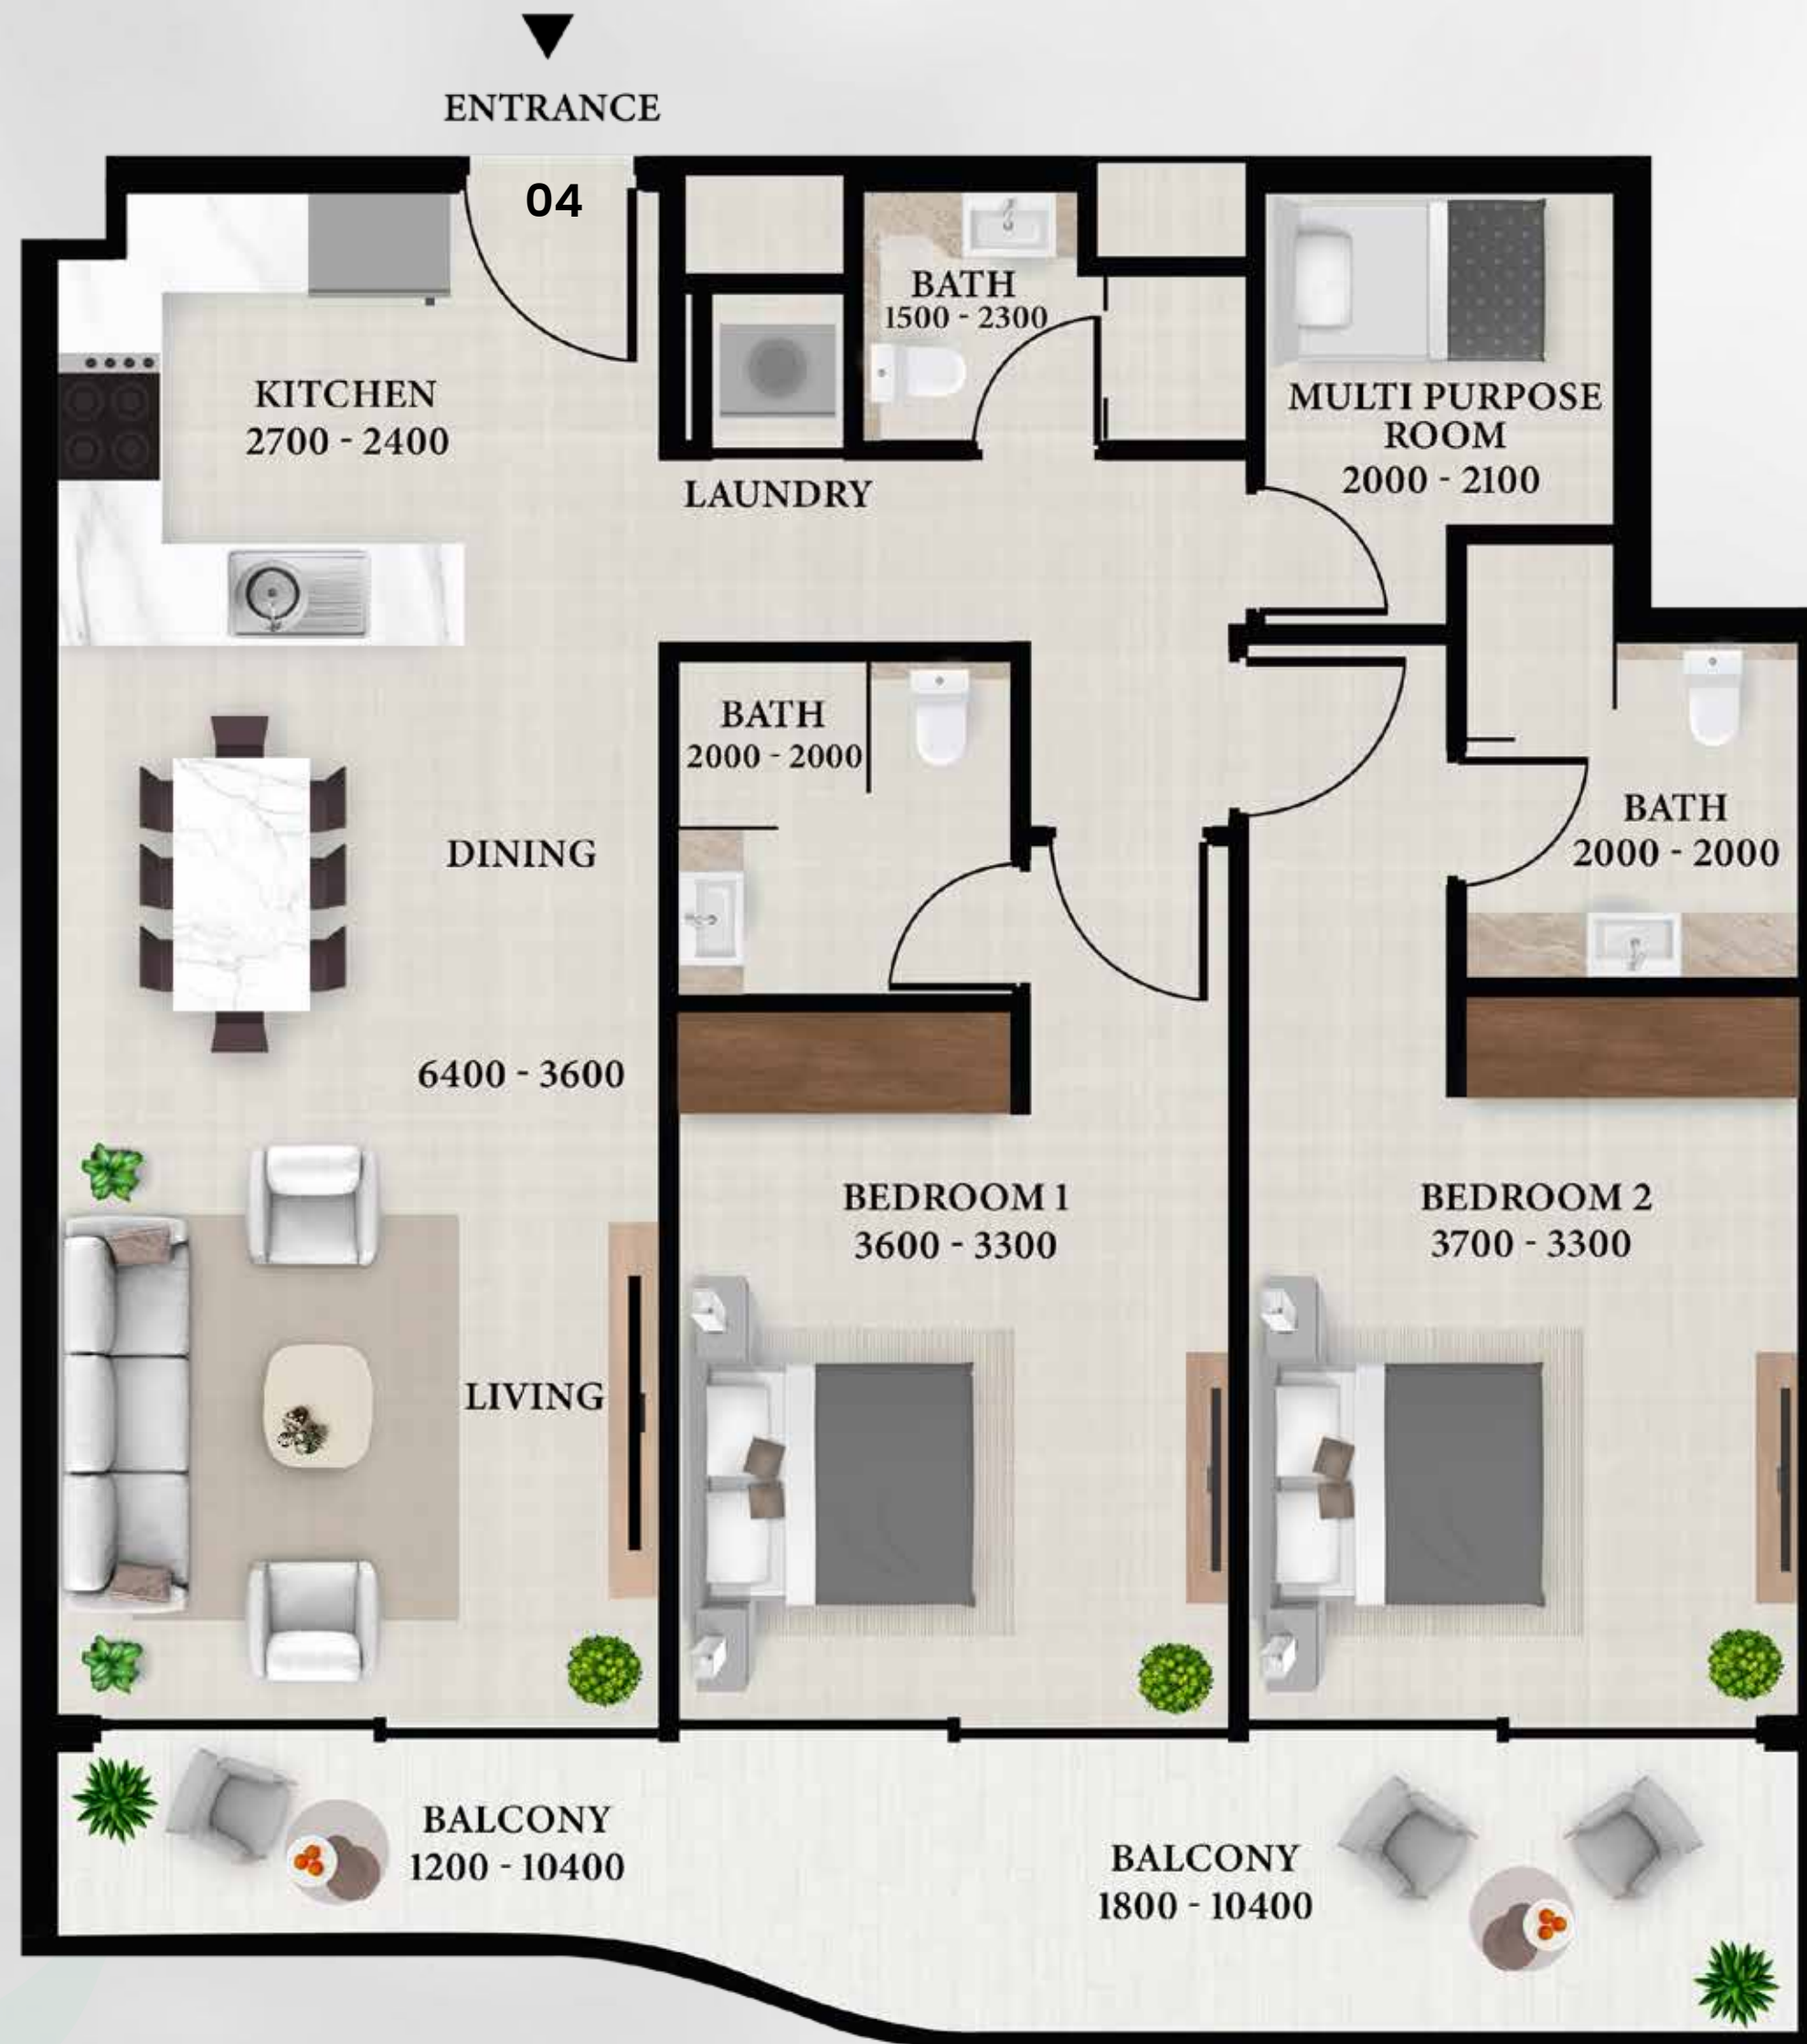 ENTRANCE
04
BATH
1500 - 2300
KITCHEN
2700 - 2400
MULTI PURPOSE
ROOM
2000 - 2100
LAUNDRY
BATH
2000 - 2000
BATH
2000 - 2000
DINING
6400 - 3600
BEDROOM 1
3600 - 3300
BEDROOM 2
3700 - 3300
LIVING
BALCONY
1200 - 10400
BALCONY
1800 - 10400